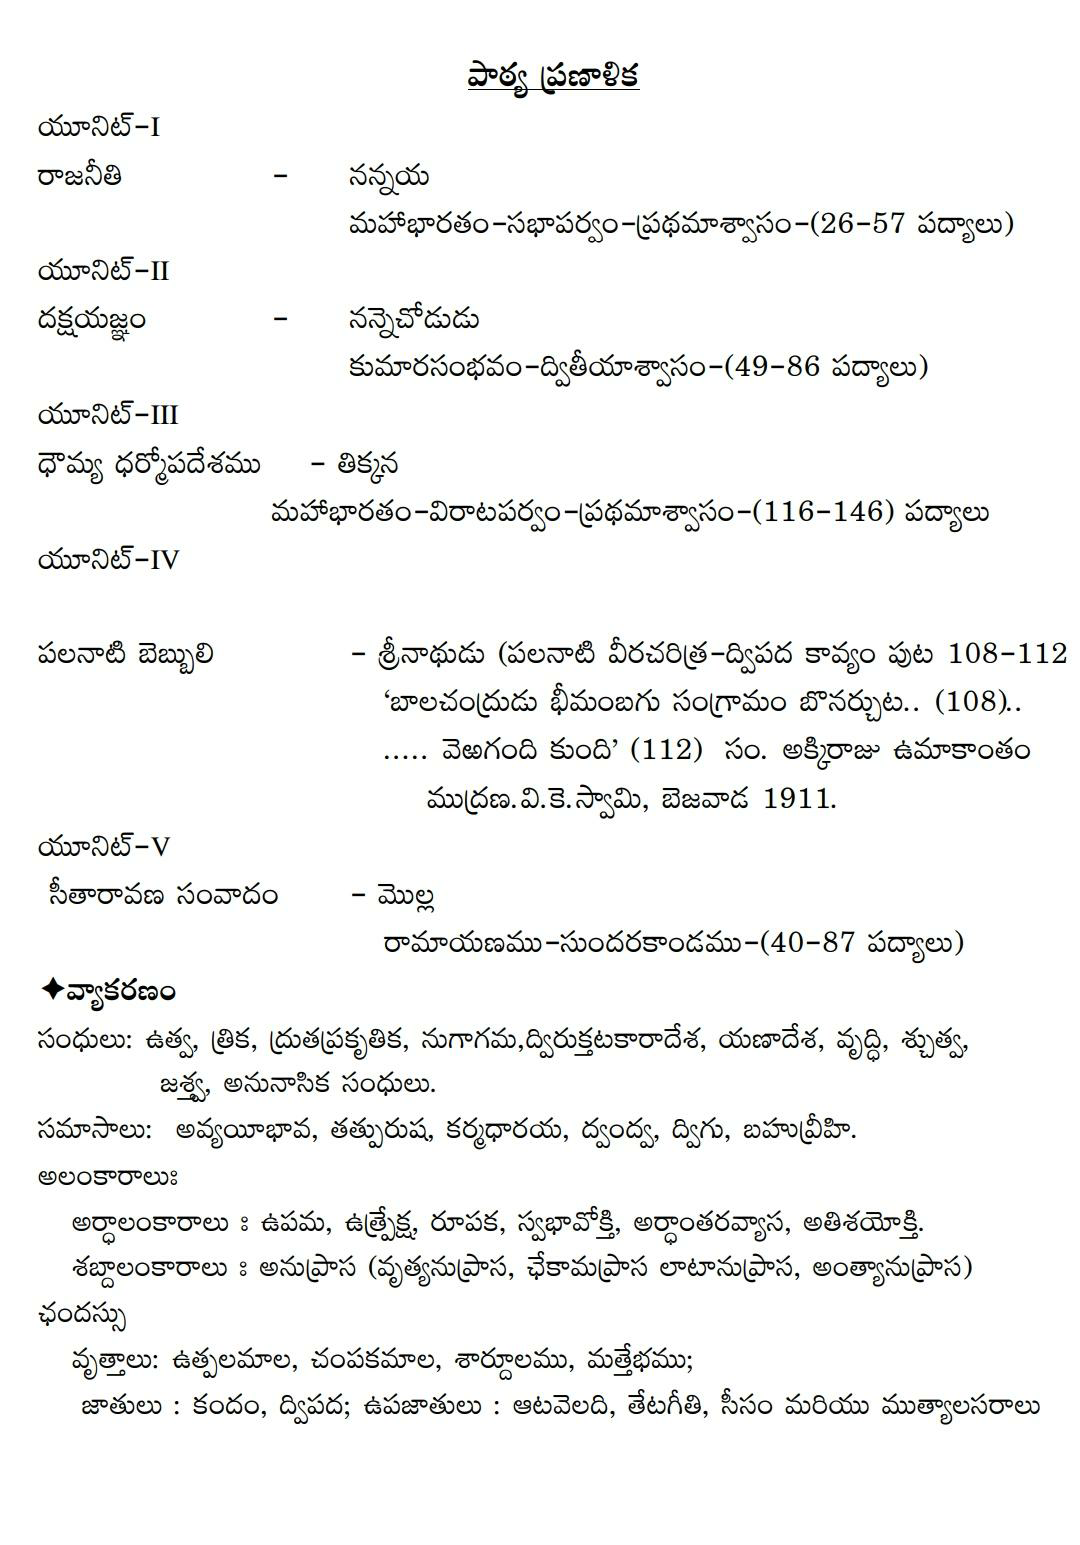 పాఠ్య ప్రణాళిక
యూనిట్-I
రాజనీతి - నన్నయ
మహాభారతం-సభాపర్వం-ప్రథమాశ్వాసం-(26-57 పద్యాలు)
యూనిట్-II
దక్షయజ్ఞం - నన్నెచోడుడు
కుమారసంభవం-ద్వితీయాశ్వాసం-(49-86 పద్యాలు)
యూనిట్-III
ధౌమ్య ధర్మోపదేశము - తిక్కన
మహాభారతం-విరాటపర్వం-ప్రథమాశ్వాసం-(116-146) పద్యాలు
యూనిట్-IV
పలనాటి బెబ్బులి - శ్రీనాథుడు (పలనాటి వీరచరిత్ర-ద్విపద కావ్యం పుట 108-112
‘బాలచంద్రుడు భీమంబగు సంగ్రామం బొనర్చుట.. (108)..
..... వెఱగంది కుంది’ (112) సం. అక్కిరాజు ఉమాకాంతం
ముద్రణ.వి.కె.స్వామి, బెజవాడ 1911.
యూనిట్-V
సీతారావణ సంవాదం - మొల్ల
రామాయణము-సుందరకాండము-(40-87 పద్యాలు)
✦వ్యాకరణం
సంధులు: ఉత్వ, త్రిక, ద్రుతప్రకృతిక, నుగాగమ,ద్విరుక్తటకారాదేశ, యణాదేశ, వృద్ధి, శ్చుత్వ,
జశ్త్వ, అనునాసిక సంధులు.
సమాసాలు: అవ్యయీభావ, తత్పురుష, కర్మధారయ, ద్వంద్వ, ద్విగు, బహువ్రీహి.
అలంకారాలుః
అర్ధాలంకారాలు ః ఉపమ, ఉత్ప్రేక్ష, రూపక, స్వభావోక్తి, అర్ధాంతరవ్యాస, అతిశయోక్తి.
శబ్దాలంకారాలు ః అనుప్రాస (వృత్యనుప్రాస, ఛేకామప్రాస లాటానుప్రాస, అంత్యానుప్రాస)
ఛందస్సు
వృత్తాలు: ఉత్పలమాల, చంపకమాల, శార్దూలము, మత్తేభము;
జాతులు : కందం, ద్విపద; ఉపజాతులు : ఆటవెలది, తేటగీతి, సీసం మరియు ముత్యాలసరాలు